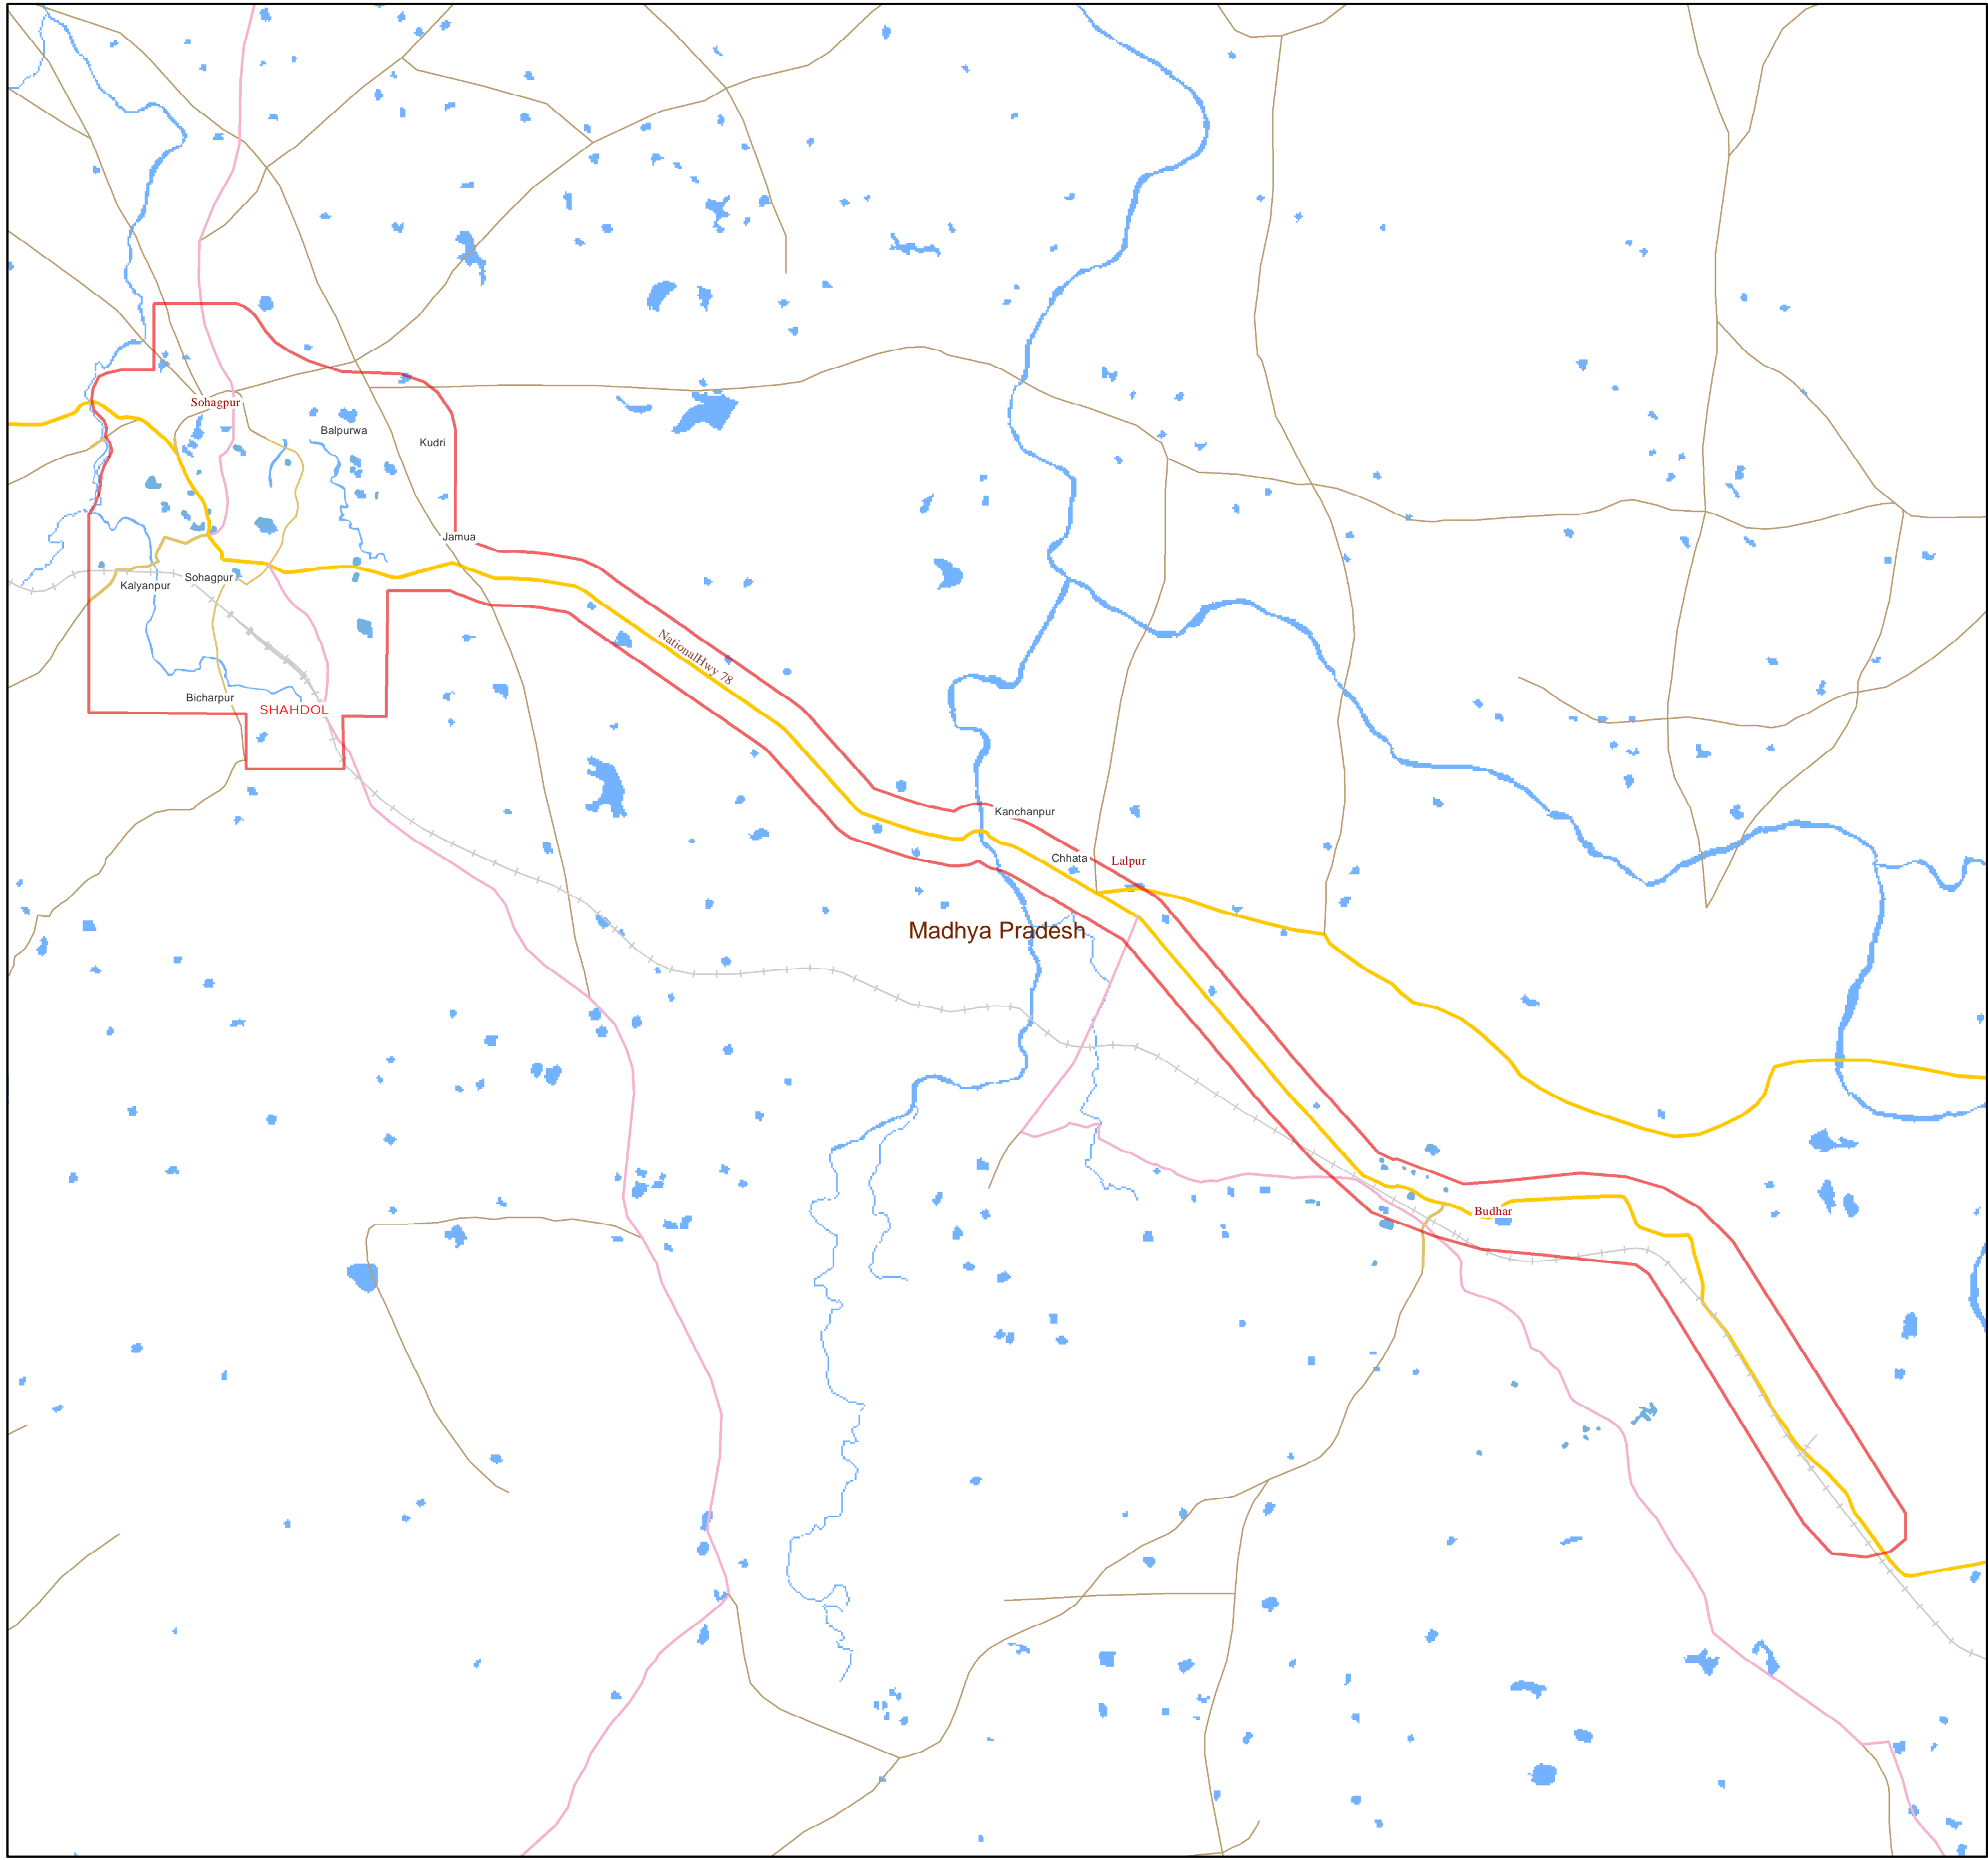 Sohagpur
Balpurwa
Kudri
Jamua
Sohagpur
Kalyanpur
NationalHwy 78
Bicharpur
SHAHDOL
Kanchanpur
Chhata
Lalpur
Madhya Pradesh
Budhar